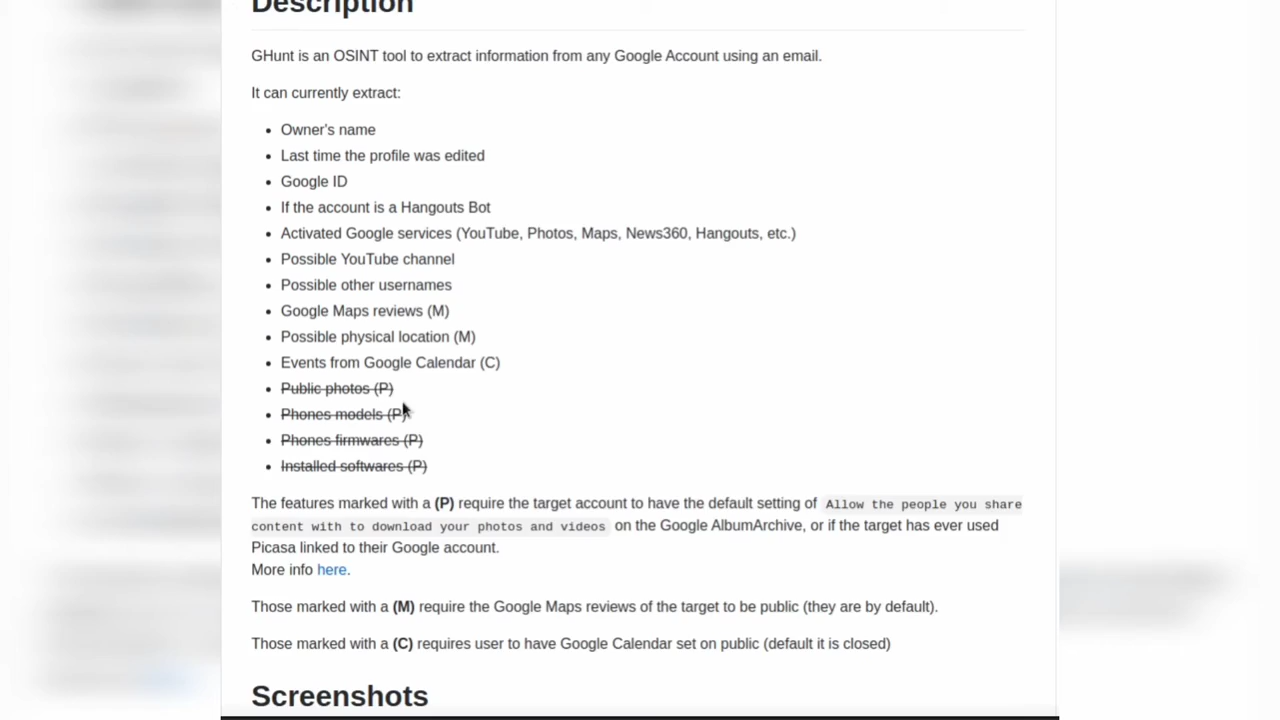 Description
GHunt is an OSINT tool to extract information from any Google Account using an email.
It can currently extract:
Owner's name
Last time the profile was edited
Google ID
If the account is a Hangouts Bot
Activated Google services (YouTube, Photos, Maps, News360, Hangouts, etc.)
Possible YouTube channel
Possible other usernames
Google Maps reviews (M)
Possible physical location (M)
Events from Google Calendar (C)
Public photos (P)
Phones models (P)
Phones firmwares (P)
Installed softwares (P)
The features marked with a (P) require the target account to have the default setting of Allow the people you share
content with to download your photos and videos on the Google AlbumArchive, or if the target has ever used
Picasa linked to their Google account.
More info here.
Those marked with a (M) require the Google Maps reviews of the target to be public (they are by default).
Those marked with a (C) requires user to have Google Calendar set on public (default it is closed)
Screenshots